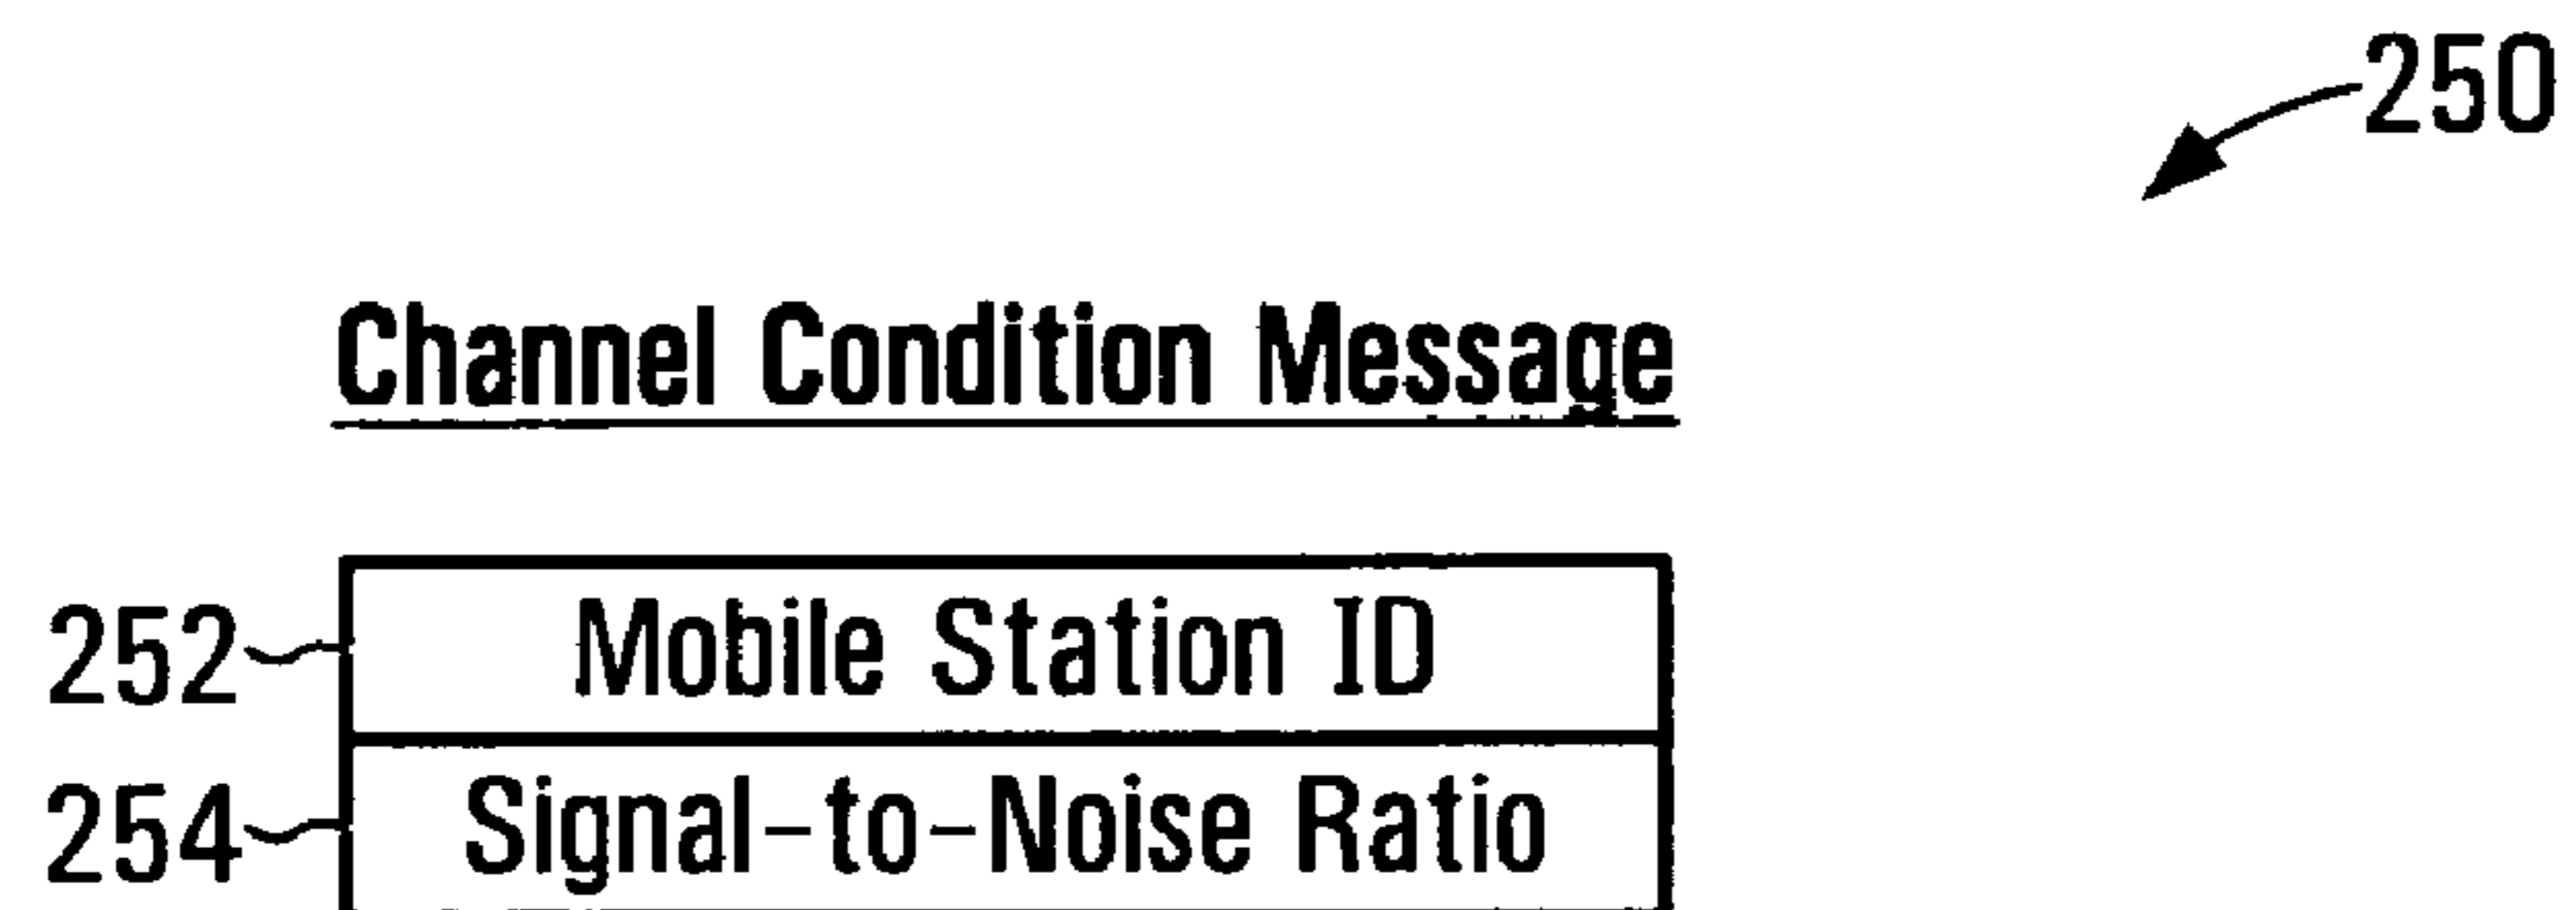 250
Channel Condition Message
252 Mobile Station ID
254 Signal-to-Noise Ratio